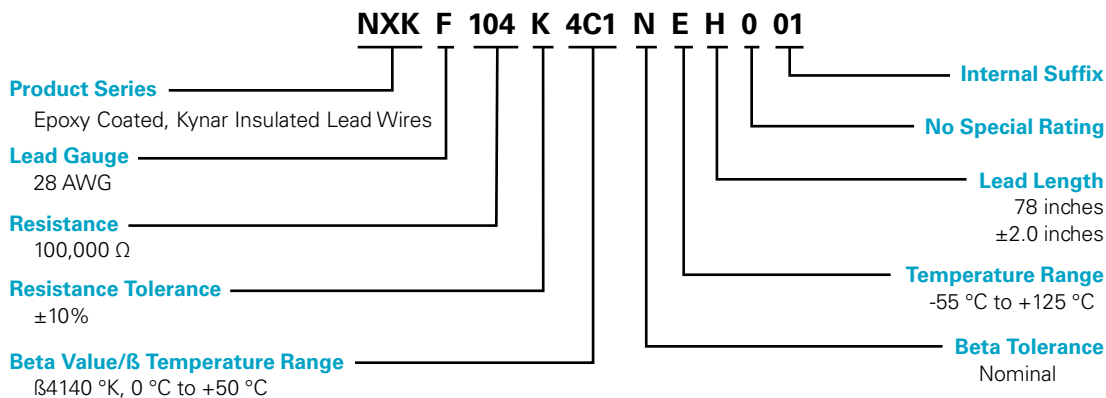 NXK F 104 K 4C1 N E H 0 01
Product Series
Epoxy Coated, Kynar Insulated Lead Wires
Lead Gauge
28 AWG
Resistance
100,000 Ω
Resistance Tolerance
±10%
Beta Value/ß Temperature Range
ß4140 °K, 0 °C to +50 °C
Internal Suffix
No Special Rating
Lead Length
78 inches
±2.0 inches
Temperature Range
-55 °C to +125 °C
Beta Tolerance
Nominal